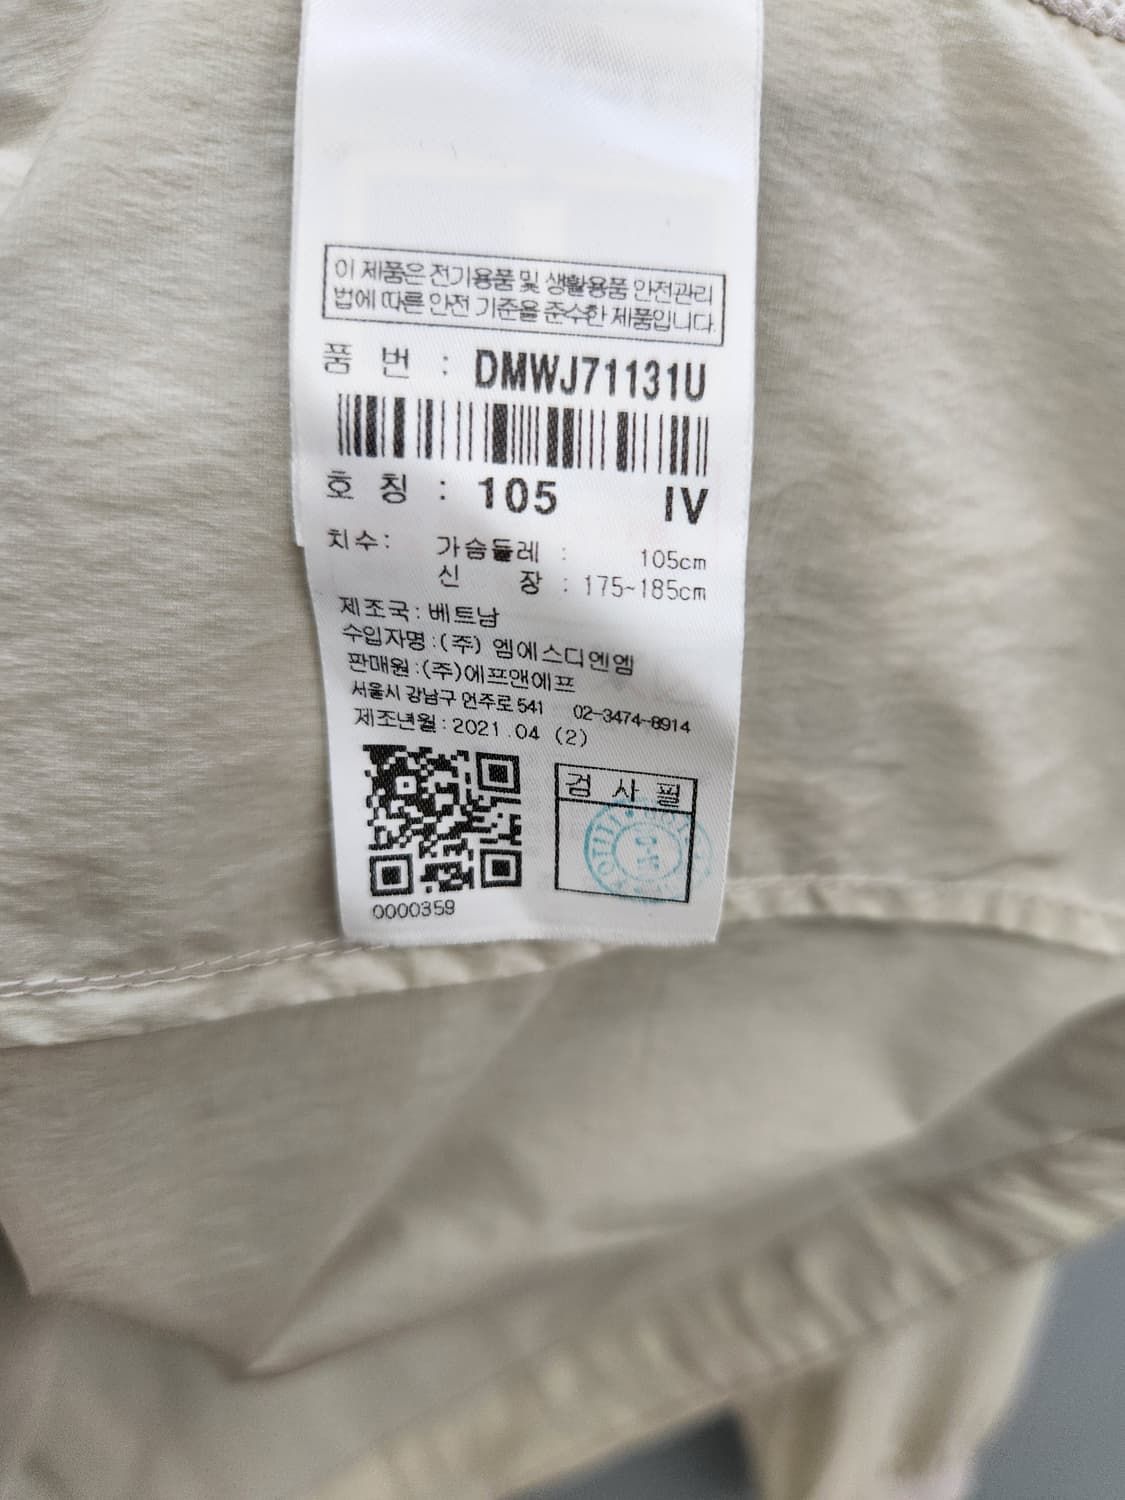 이 제품은 전기용품 및 생활용품 안전관리
법에 따른 안전 기준을 준수한 제품입니다.
품 번 : DMWJ71131U
호 칭 : 105 IV
치수: 가슴둘레 : 105cm
신 장 : 175~185cm
제조국 : 베트남
수입자명 : (주) 엠에스디엔엠
판매원 : (주)에프앤에프
서울시 강남구 언주로 541 02-3474-8914
제조년월 : 2021 . 04 (2)
검 사 필
0000359